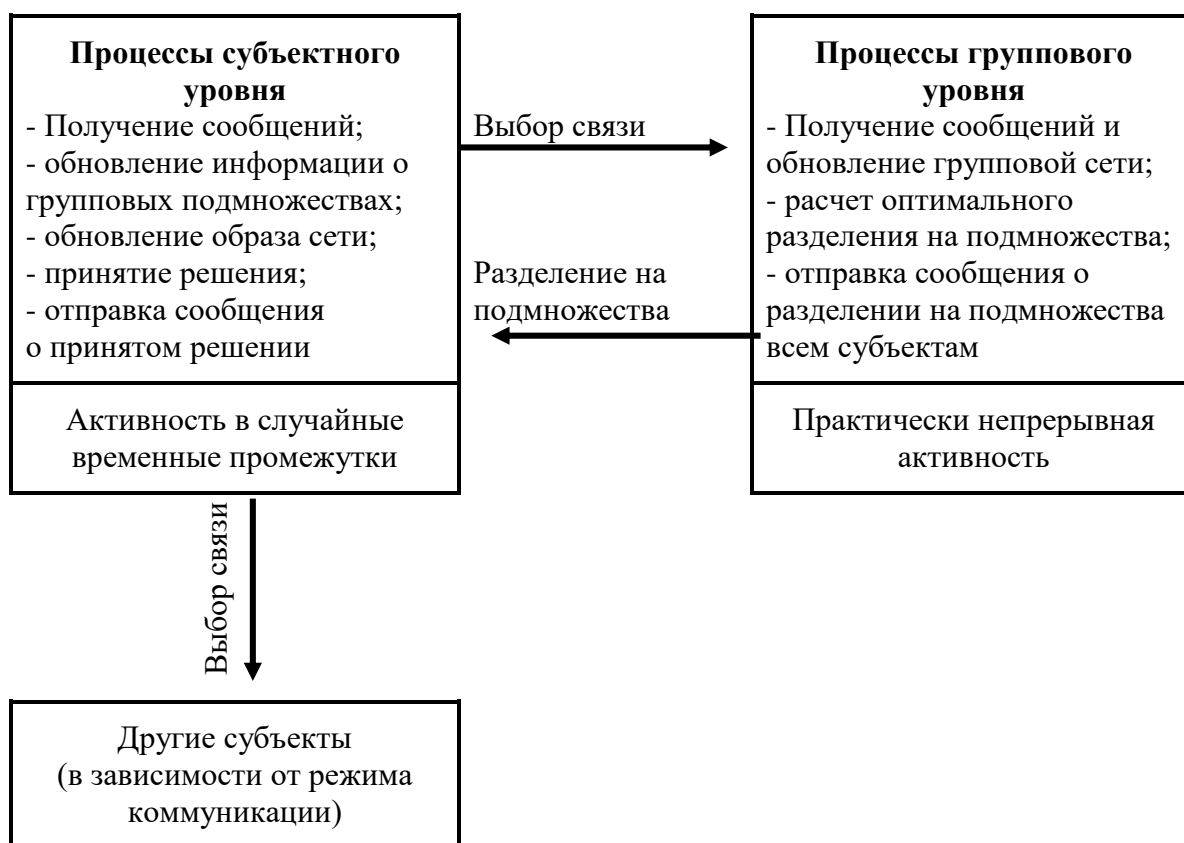 Процессы субъектного
уровня
- Получение сообщений;
- обновление информации о
групповых подмножествах;
- обновление образа сети;
- принятие решения;
- отправка сообщения
о принятом решении
Активность в случайные
временные промежутки
Выбор связи
Разделение на
подмножества
Процессы группового
уровня
- Получение сообщений и
обновление групповой сети;
- расчет оптимального
разделения на подмножества;
- отправка сообщения о
разделении на подмножества
всем субъектам
Практически непрерывная
активность
Выбор связи
Другие субъекты
(в зависимости от режима
коммуникации)